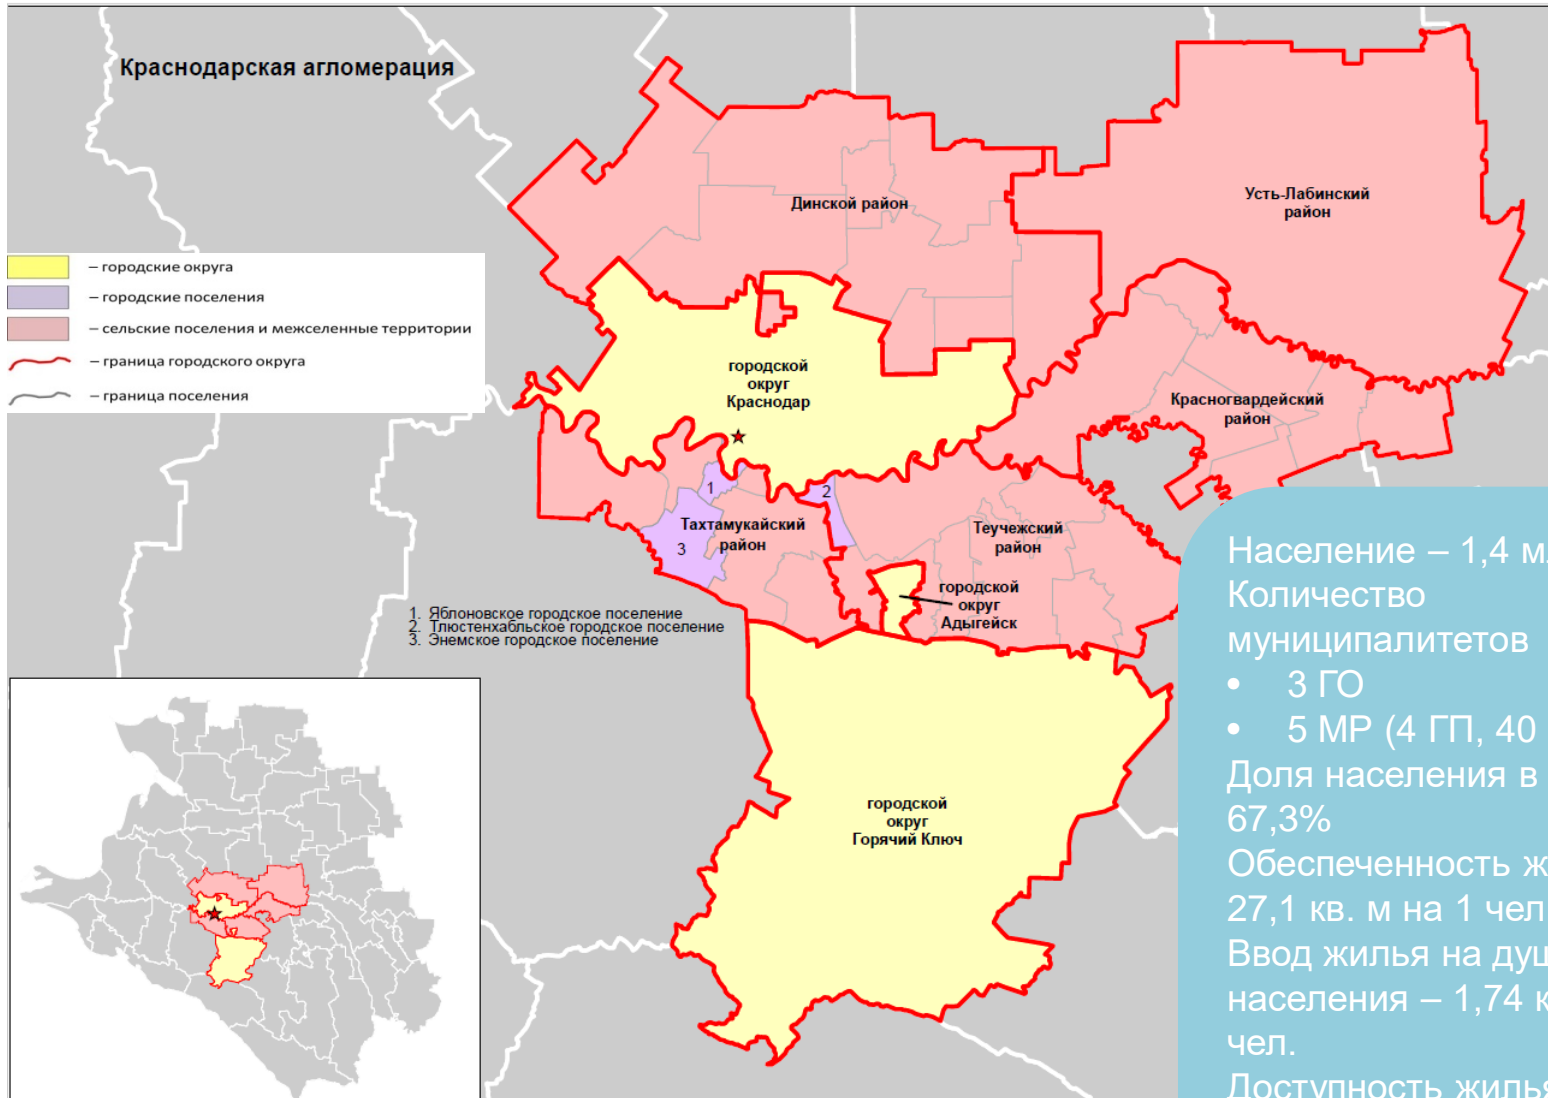 Краснодарская агломерация
Динской район
Усть-Лабинский
район
– городские округа
– городские поселения
– сельские поселения и межселенные территории
– граница городского округа
– граница поселения
городской
округ
Краснодар
Красногвардейский
район
1
2
3
Тахтамукайский
район
Теучежский
район
городской
округ
Адыгейск
1. Яблоновское городское поселение
2. Тлюстенхабльское городское поселение
3. Энемское городское поселение
городской
округ
Горячий Ключ
Население – 1,4 м
Количество
муниципалитетов
• 3 ГО
• 5 МР (4 ГП, 40
Доля населения в
67,3%
Обеспеченность ж
27,1 кв. м на 1 чел
Ввод жилья на душ
населения – 1,74 к
чел.
Доступность жилья